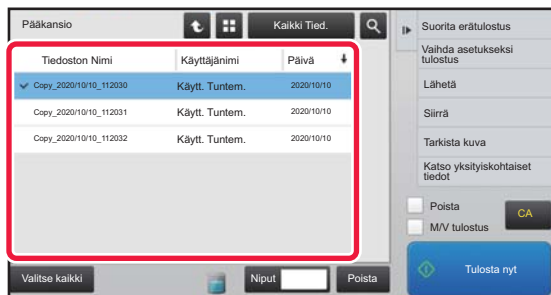 Pääkansio
Kaikki Tied.
Tiedoston Nimi Käyttäjänimi Päivä
Copy_2020/10/10_112030 Käytt. Tuntem. 2020/10/10
Copy_2020/10/10_112031 Käytt. Tuntem. 2020/10/10
Copy_2020/10/10_112032 Käytt. Tuntem. 2020/10/10
Valitse kaikki
Niput
Poista
Suorita erätulostus
Vaihda asetukseksi
tulostus
Lähetä
Siirrä
Tarkista kuva
Katso yksityiskohtaiset
tiedot
Poista
M/V tulostus
CA
Tulosta nyt